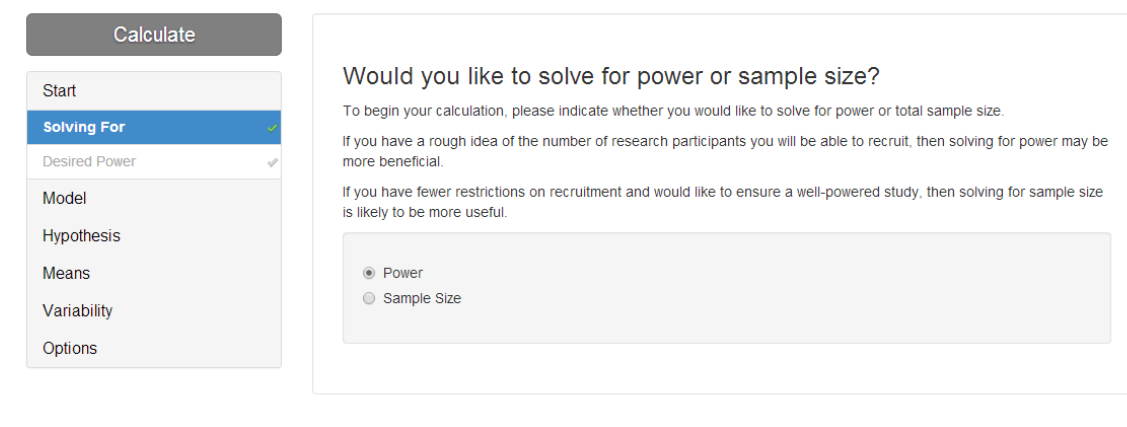 Calculate
Start
Solving For
Desired Power
Model
Hypothesis
Means
Variability
Options
Would you like to solve for power or sample size?
To begin your calculation, please indicate whether you would like to solve for power or total sample size.
If you have a rough idea of the number of research participants you will be able to recruit, then solving for power may be
more beneficial.
If you have fewer restrictions on recruitment and would like to ensure a well-powered study, then solving for sample size
is likely to be more useful.
Power
Sample Size